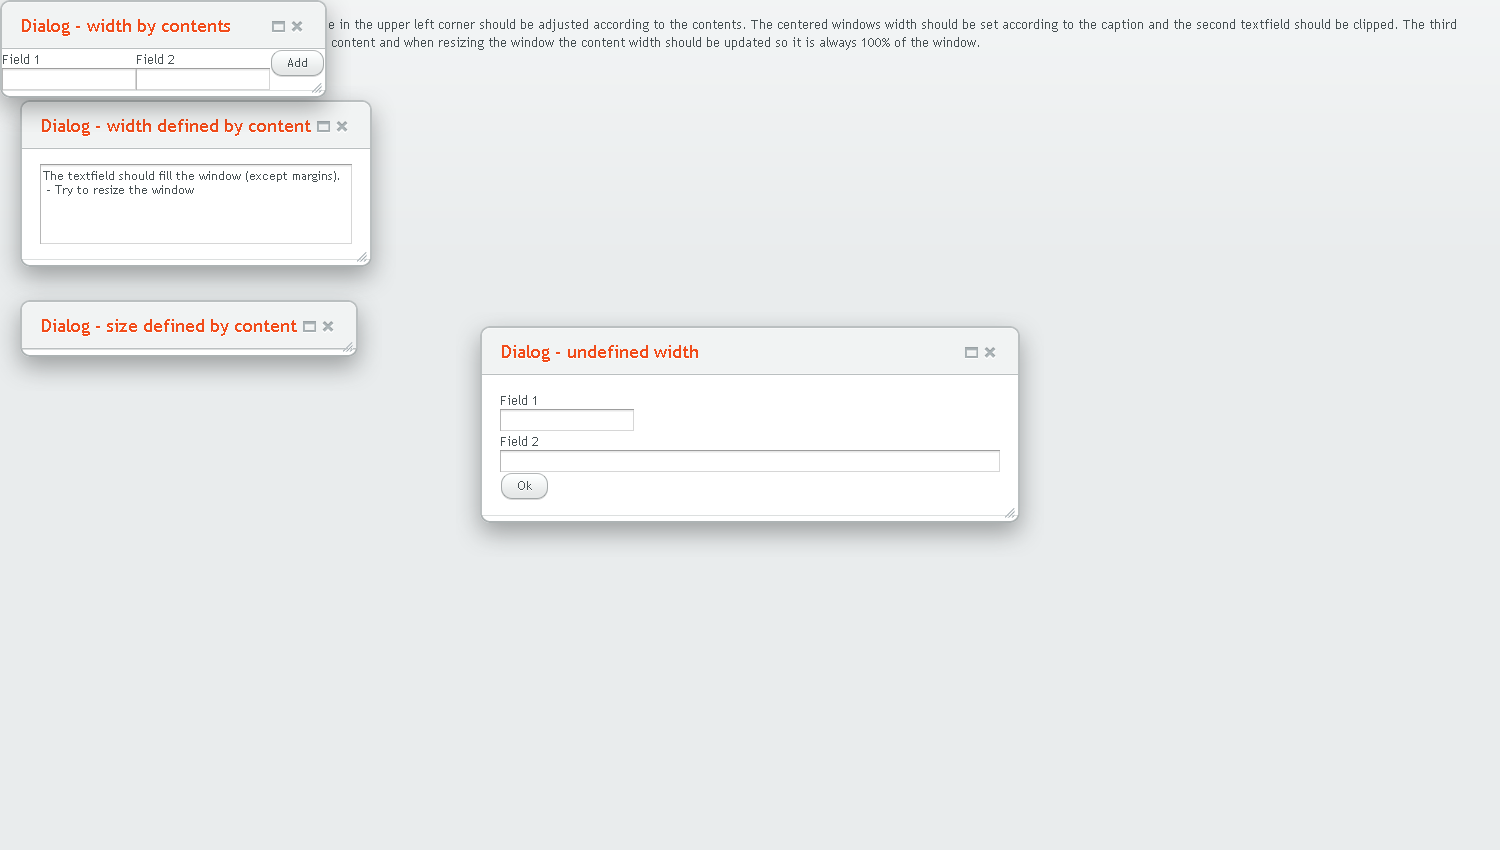 Dialog - width by contents
e in the upper left corner should be adjusted according to the contents. The centered windows width should be set according to the caption and the second textfield should be clipped. The third
content and when resizing the window the content width should be updated so it is always 100% of the window.
Field 1 Field 2 Add
Dialog - width defined by content
The textfield should fill the window (except margins).
- Try to resize the window
Dialog - size defined by content
Dialog - undefined width
Field 1
Field 2
Ok